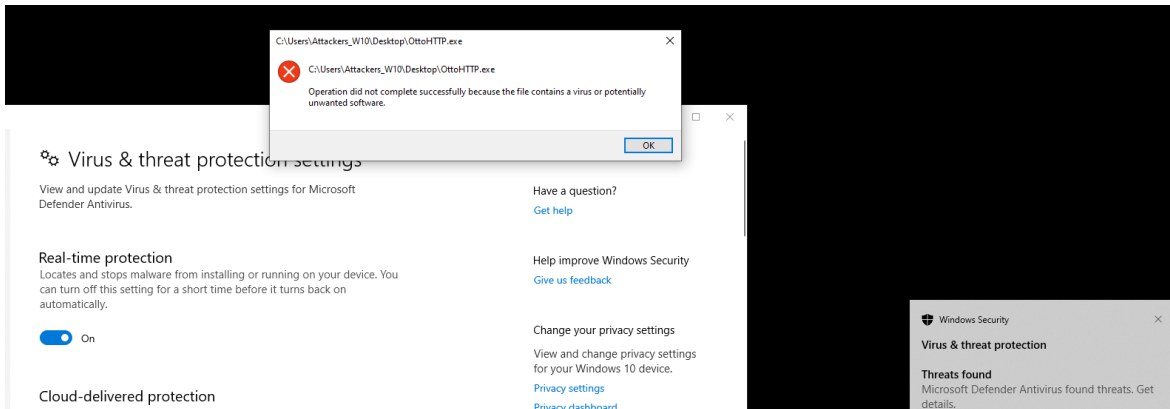 C:\Users\Attackers_W10\Desktop\OttoHTTP.exe
C:\Users\Attackers_W10\Desktop\OttoHTTP.exe
Operation did not complete successfully because the file contains a virus or potentially
unwanted software.
OK
Virus & threat protection settings
View and update Virus & threat protection settings for Microsoft
Defender Antivirus.
Real-time protection
Locates and stops malware from installing or running on your device. You
can turn off this setting for a short time before it turns back on
automatically.
On
Cloud-delivered protection
Have a question?
Get help
Help improve Windows Security
Give us feedback
Change your privacy settings
View and change privacy settings
for your Windows 10 device.
Privacy settings
Privacy dashboard
Windows Security
Virus & threat protection
Threats found
Microsoft Defender Antivirus found threats. Get
details.